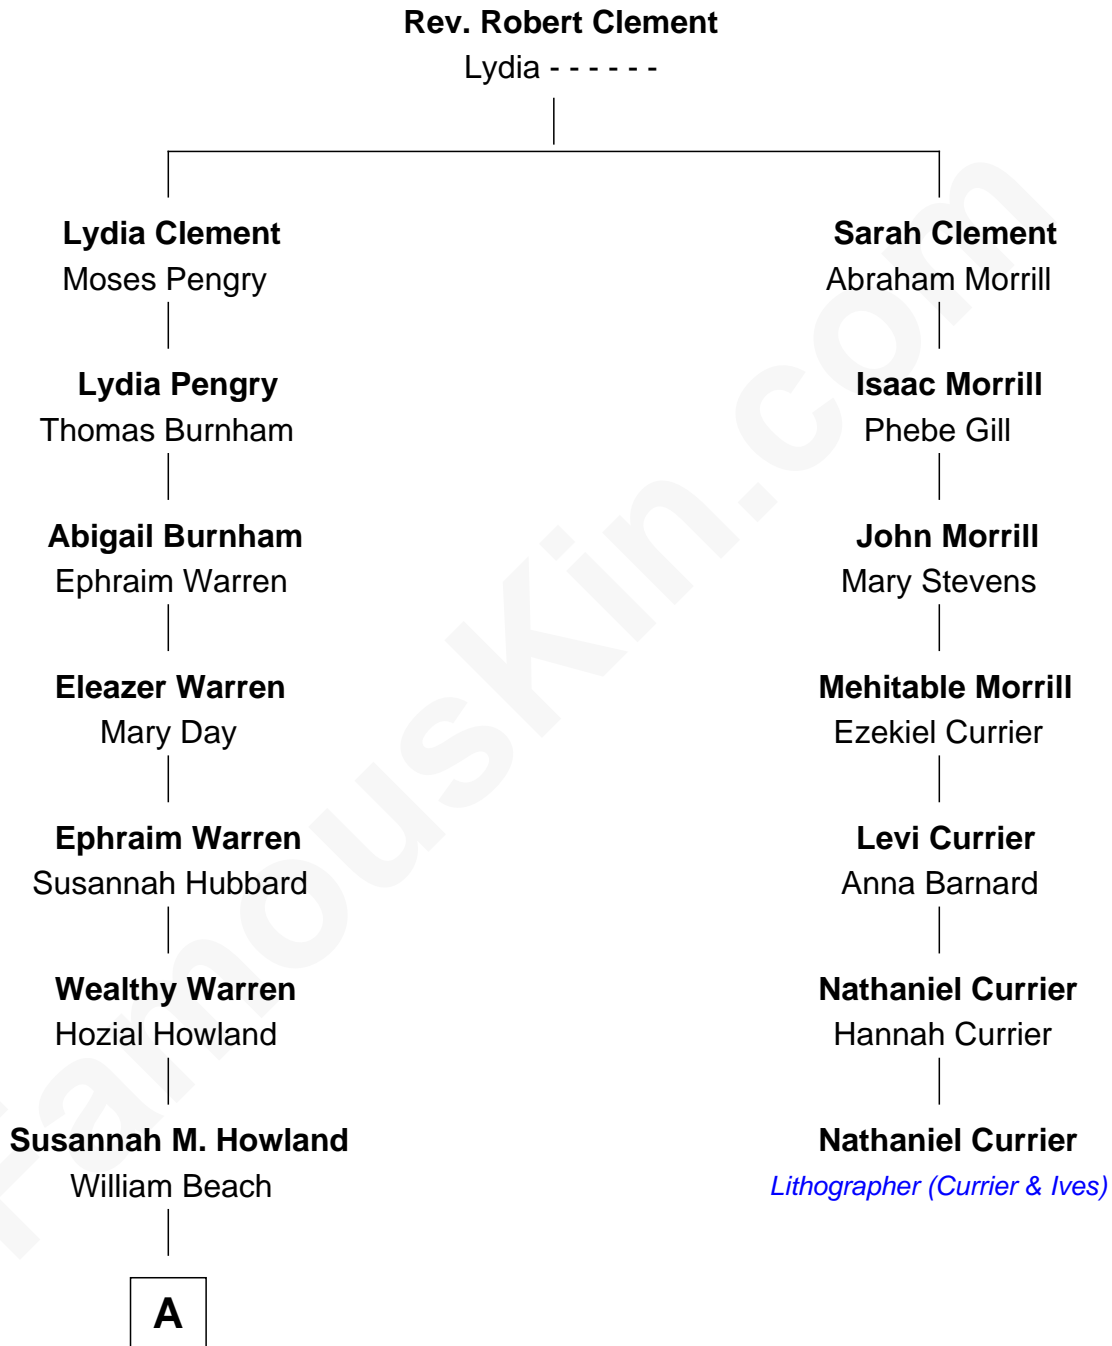 Rev. Robert Clement
Lydia - - - - - -
Lydia Clement
Moses Pengry
Sarah Clement
Abraham Morrill
Lydia Pengry
Thomas Burnham
Isaac Morrill
Phebe Gill
Abigail Burnham
Ephraim Warren
John Morrill
Mary Stevens
Eleazer Warren
Mary Day
Mehitable Morrill
Ezekiel Currier
Ephraim Warren
Susannah Hubbard
Levi Currier
Anna Barnard
Wealthy Warren
Hozial Howland
Nathaniel Currier
Hannah Currier
Susannah M. Howland
William Beach
Nathaniel Currier
Lithographer (Currier & Ives)
A
FamousKin.com